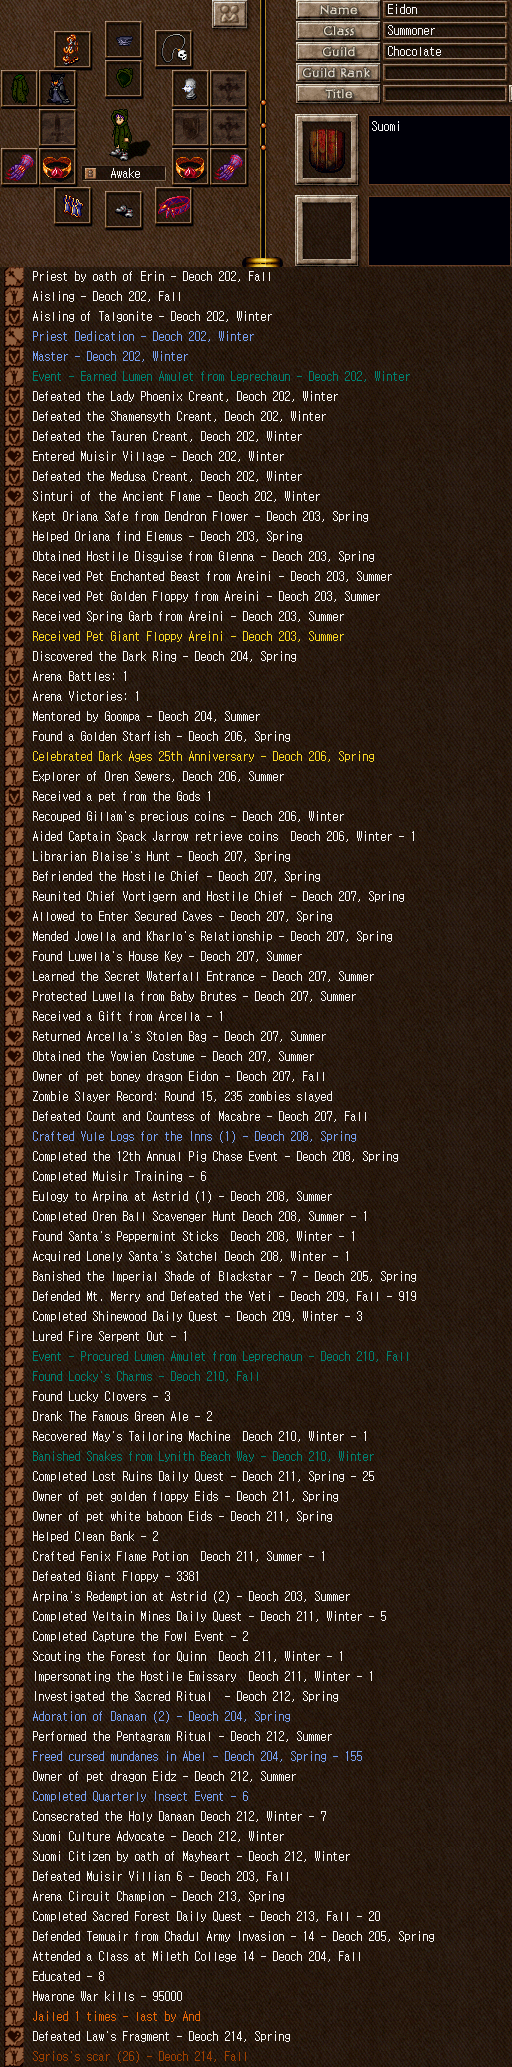 Name
Eidon
Class
Summoner
Guild
Chocolate
Guild Rank
Title
Suomi
Awake
Priest by oath of Erin - Deoch 202, Fall
Aisling - Deoch 202, Fall
Aisling of Talgonite - Deoch 202, Winter
Priest Dedication - Deoch 202, Winter
Master - Deoch 202, Winter
Event - Earned Lumen Amulet from Leprechaun - Deoch 202, Winter
Defeated the Lady Phoenix Creant, Deoch 202, Winter
Defeated the Shamensyth Creant, Deoch 202, Winter
Defeated the Tauren Creant, Deoch 202, Winter
Entered Muisir Village - Deoch 202, Winter
Defeated the Medusa Creant, Deoch 202, Winter
Sinturi of the Ancient Flame - Deoch 202, Winter
Kept Oriana Safe from Dendron Flower - Deoch 203, Spring
Helped Oriana find Elemus - Deoch 203, Spring
Obtained Hostile Disguise from Glenna - Deoch 203, Spring
Received Pet Enchanted Beast from Areini - Deoch 203, Summer
Received Pet Golden Floppy from Areini - Deoch 203, Summer
Received Spring Garb from Areini - Deoch 203, Summer
Received Pet Giant Floppy Areini - Deoch 203, Summer
Discovered the Dark Ring - Deoch 204, Spring
Arena Battles: 1
Arena Victories: 1
Mentored by Goompa - Deoch 204, Summer
Found a Golden Starfish - Deoch 206, Spring
Celebrated Dark Ages 25th Anniversary - Deoch 206, Spring
Explorer of Oren Sewers, Deoch 206, Summer
Received a pet from the Gods 1
Recouped Gillam's precious coins - Deoch 206, Winter
Aided Captain Spack Jarrow retrieve coins  Deoch 206, Winter - 1
Librarian Blaise's Hunt - Deoch 207, Spring
Befriended the Hostile Chief - Deoch 207, Spring
Reunited Chief Vortigern and Hostile Chief - Deoch 207, Spring
Allowed to Enter Secured Caves - Deoch 207, Spring
Mended Jowella and Kharlo's Relationship - Deoch 207, Spring
Found Luwella's House Key - Deoch 207, Summer
Learned the Secret Waterfall Entrance - Deoch 207, Summer
Protected Luwella from Baby Brutes - Deoch 207, Summer
Received a Gift from Arcella - 1
Returned Arcella's Stolen Bag - Deoch 207, Summer
Obtained the Yowien Costume - Deoch 207, Summer
Owner of pet boney dragon Eidon - Deoch 207, Fall
Zombie Slayer Record: Round 15, 235 zombies slayed
Defeated Count and Countess of Macabre - Deoch 207, Fall
Crafted Yule Logs for the Inns (1) - Deoch 208, Spring
Completed the 12th Annual Pig Chase Event - Deoch 208, Spring
Completed Muisir Training - 6
Eulogy to Arpina at Astrid (1) - Deoch 208, Summer
Completed Oren Ball Scavenger Hunt Deoch 208, Summer - 1
Found Santa's Peppermint Sticks  Deoch 208, Winter - 1
Acquired Lonely Santa's Satchel Deoch 208, Winter - 1
Banished the Imperial Shade of Blackstar - 7 - Deoch 205, Spring
Defended Mt. Merry and Defeated the Yeti - Deoch 209, Fall - 919
Completed Shinewood Daily Quest - Deoch 209, Winter - 3
Lured Fire Serpent Out - 1
Event - Procured Lumen Amulet from Leprechaun - Deoch 210, Fall
Found Locky's Charms - Deoch 210, Fall
Found Lucky Clovers - 3
Drank The Famous Green Ale - 2
Recovered May's Tailoring Machine  Deoch 210, Winter - 1
Banished Snakes from Lynith Beach Way - Deoch 210, Winter
Completed Lost Ruins Daily Quest - Deoch 211, Spring - 25
Owner of pet golden floppy Eids - Deoch 211, Spring
Owner of pet white baboon Eids - Deoch 211, Spring
Helped Clean Bank - 2
Crafted Fenix Flame Potion  Deoch 211, Summer - 1
Defeated Giant Floppy - 3381
Arpina's Redemption at Astrid (2) - Deoch 203, Summer
Completed Veltain Mines Daily Quest - Deoch 211, Winter - 5
Completed Capture the Fowl Event - 2
Scouting the Forest for Quinn  Deoch 211, Winter - 1
Impersonating the Hostile Emissary  Deoch 211, Winter - 1
Investigated the Sacred Ritual  - Deoch 212, Spring
Adoration of Danaan (2) - Deoch 204, Spring
Performed the Pentagram Ritual - Deoch 212, Summer
Freed cursed mundanes in Abel - Deoch 204, Spring - 155
Owner of pet dragon Eidz - Deoch 212, Summer
Completed Quarterly Insect Event - 6
Consecrated the Holy Danaan Deoch 212, Winter - 7
Suomi Culture Advocate - Deoch 212, Winter
Suomi Citizen by oath of Mayheart - Deoch 212, Winter
Defeated Muisir Villian 6 - Deoch 203, Fall
Arena Circuit Champion - Deoch 213, Spring
Completed Sacred Forest Daily Quest - Deoch 213, Fall - 20
Defended Temuair from Chadul Army Invasion - 14 - Deoch 205, Spring
Attended a Class at Mileth College 14 - Deoch 204, Fall
Educated - 8
Hwarone War kills - 95000
Jailed 1 times - last by And
Defeated Law's Fragment - Deoch 214, Spring
Sgrios's scar (26) - Deoch 214, Fall